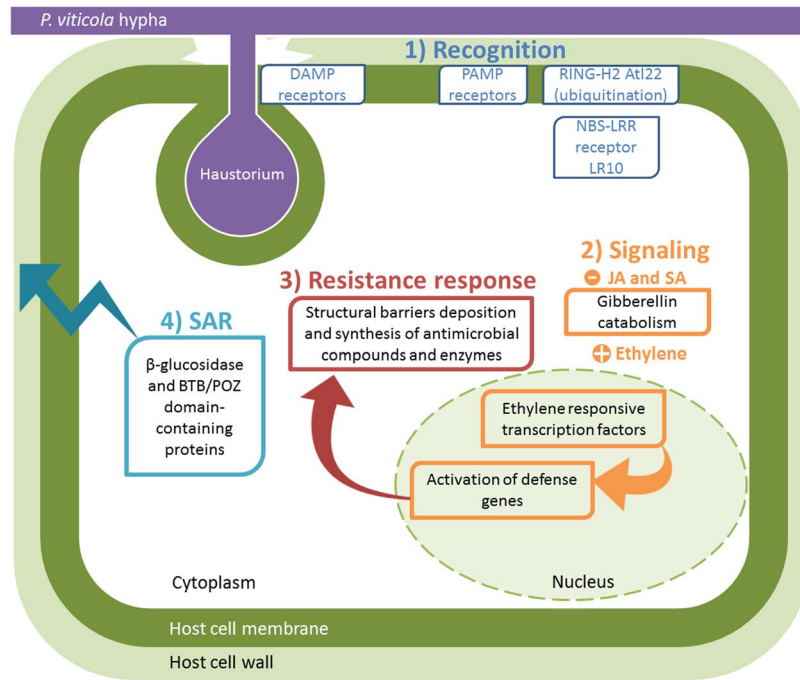 P. viticola hypha
1) Recognition
DAMP
receptors
PAMP
receptors
RING-H2 Atl22
(ubiquitination)
NBS-LRR
receptor
LR10
Haustorium
2) Signaling
JA and SA
Gibberellin
catabolism
Ethylene
3) Resistance response
Structural barriers deposition
and synthesis of antimicrobial
compounds and enzymes
4) SAR
β-glucosidase
and BTB/POZ
domain-
containing
proteins
Ethylene responsive
transcription factors
Activation of defense
genes
Cytoplasm
Nucleus
Host cell membrane
Host cell wall